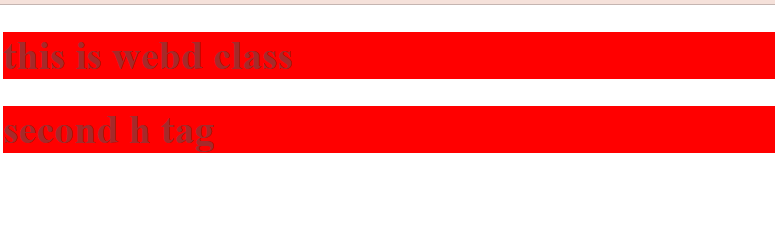 this is webd class
second h tag